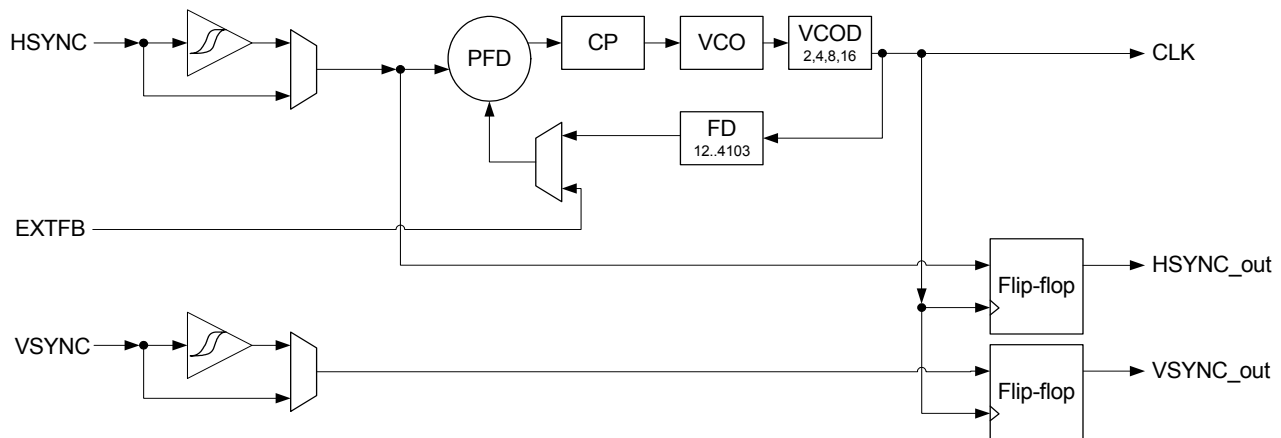 HSYNC
PFD
CP
VCO
VCOD
2,4,8,16
CLK
FD
12..4103
EXTFB
Flip-flop
HSYNC_out
VSYNC
Flip-flop
VSYNC_out